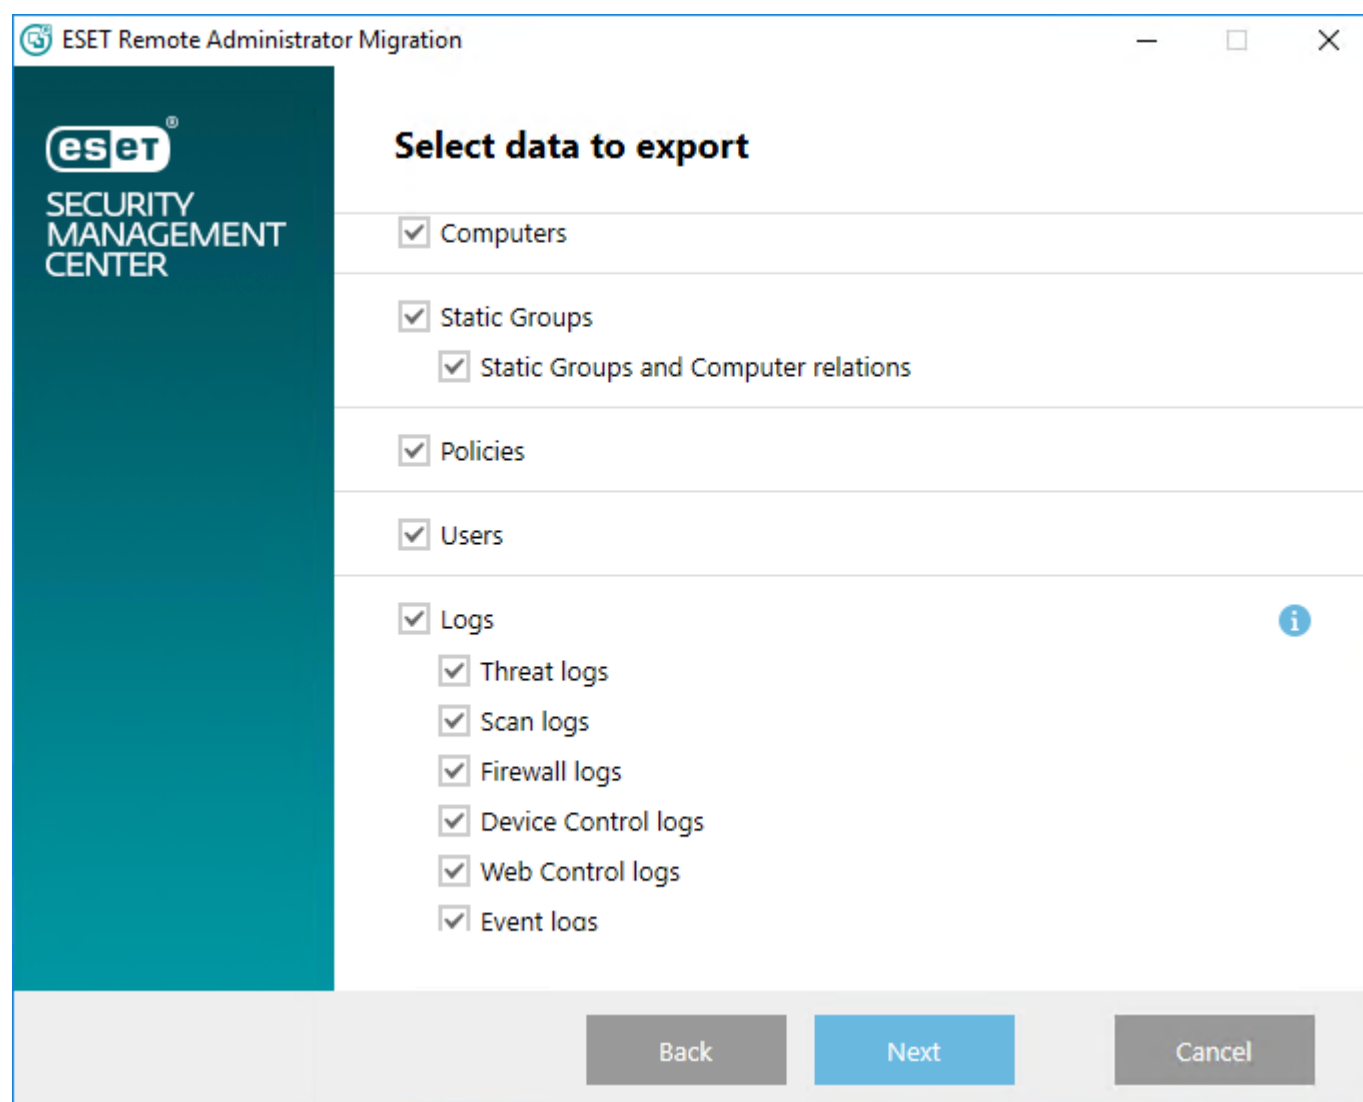 ESET Remote Administrator Migration
eseT®
SECURITY
MANAGEMENT
CENTER
Select data to export
Computers
Static Groups
Static Groups and Computer relations
Policies
Users
Logs
Threat logs
Scan logs
Firewall logs
Device Control logs
Web Control logs
Event logs
Back
Next
Cancel